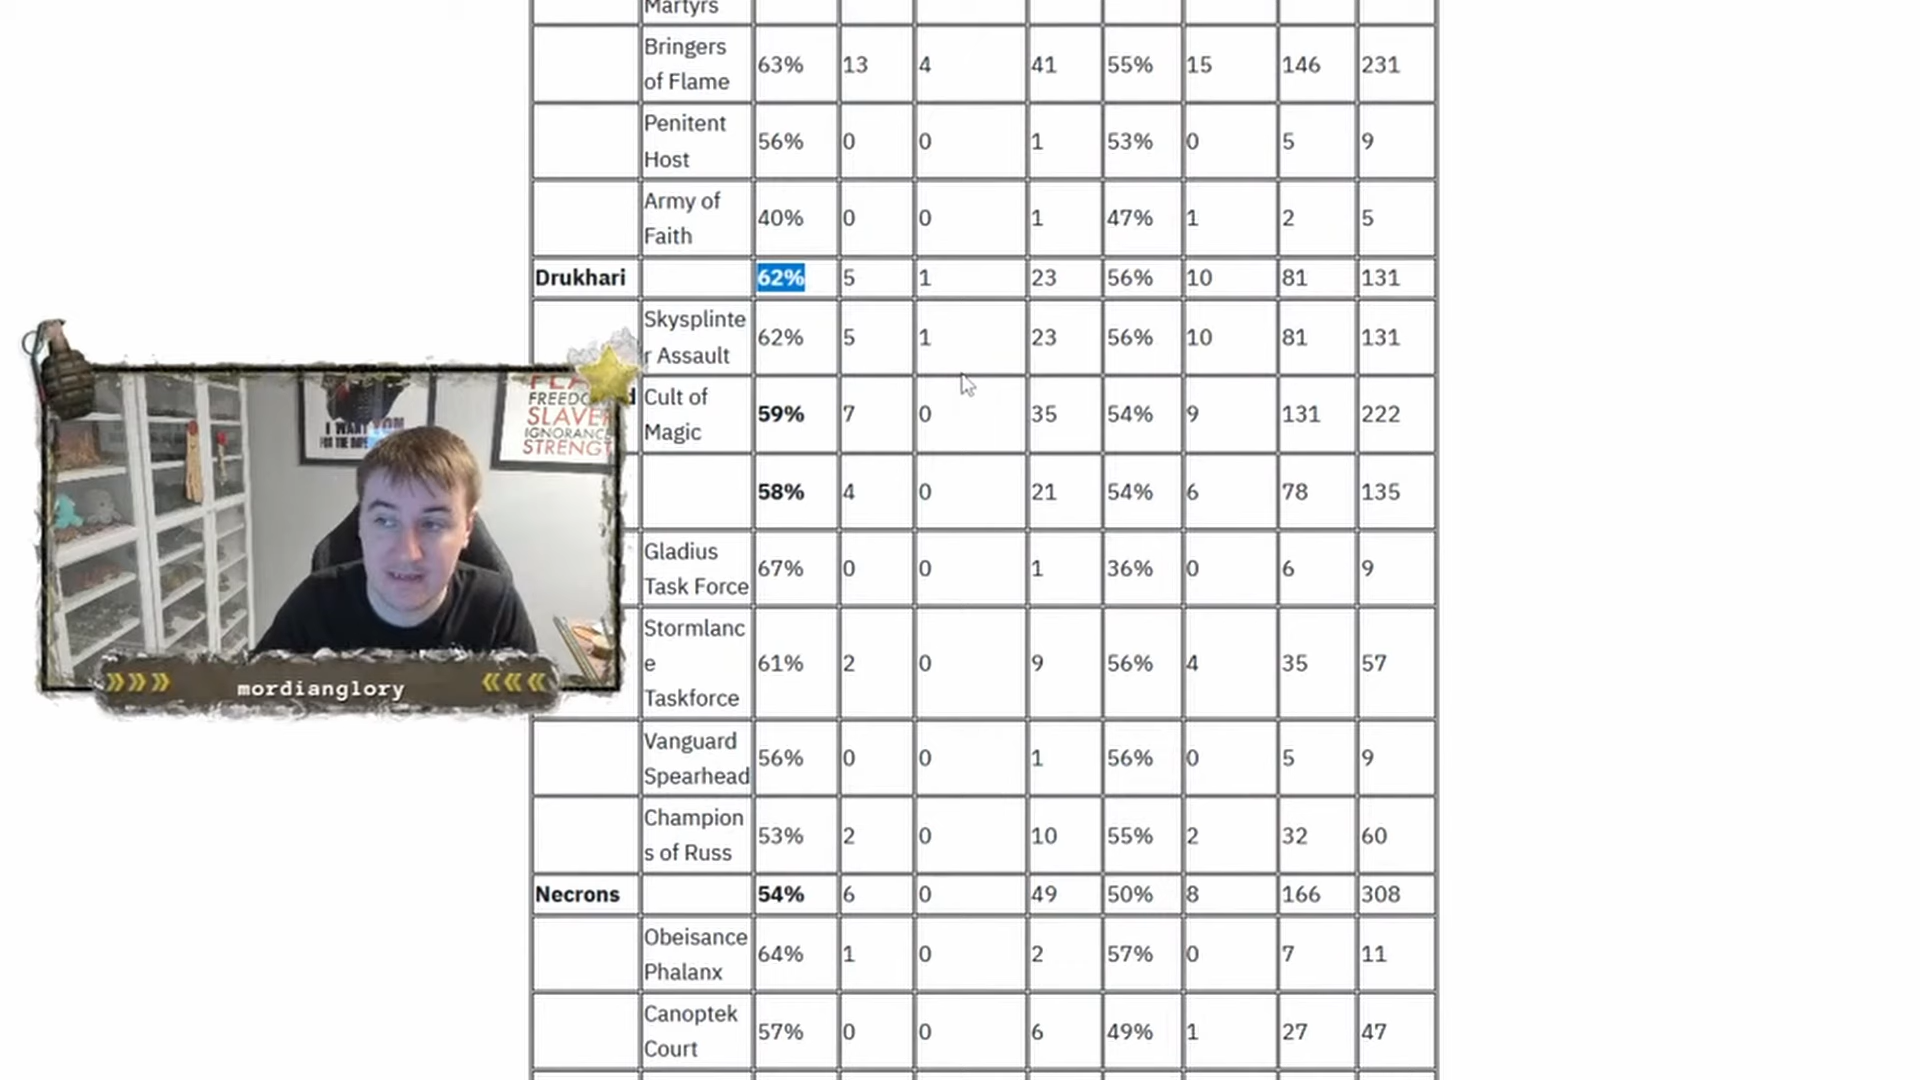 Martyrs
Bringers
of Flame
63% 13 4 41 55% 15 146 231
Penitent
Host
56% 0 0 1 53% 0 5 9
Army of
Faith
40% 0 0 1 47% 1 2 5
Drukhari 62% 5 1 23 56% 10 81 131
Skysplinte
r Assault
62% 5 1 23 56% 10 81 131
d
Cult of
Magic
59% 7 0 35 54% 9 131 222
58% 4 0 21 54% 6 78 135
Gladius
Task Force
67% 0 0 1 36% 0 6 9
Stormlanc
e
Taskforce
61% 2 0 9 56% 4 35 57
Vanguard
Spearhead
56% 0 0 1 56% 0 5 9
Champion
s of Russ
53% 2 0 10 55% 2 32 60
Necrons 54% 6 0 49 50% 8 166 308
Obeisance
Phalanx
64% 1 0 2 57% 0 7 11
Canoptek
Court
57% 0 0 6 49% 1 27 47
I WANT YOU
FREEDO
SLAVE
IGNORANCE
STRENGT
mordianglory